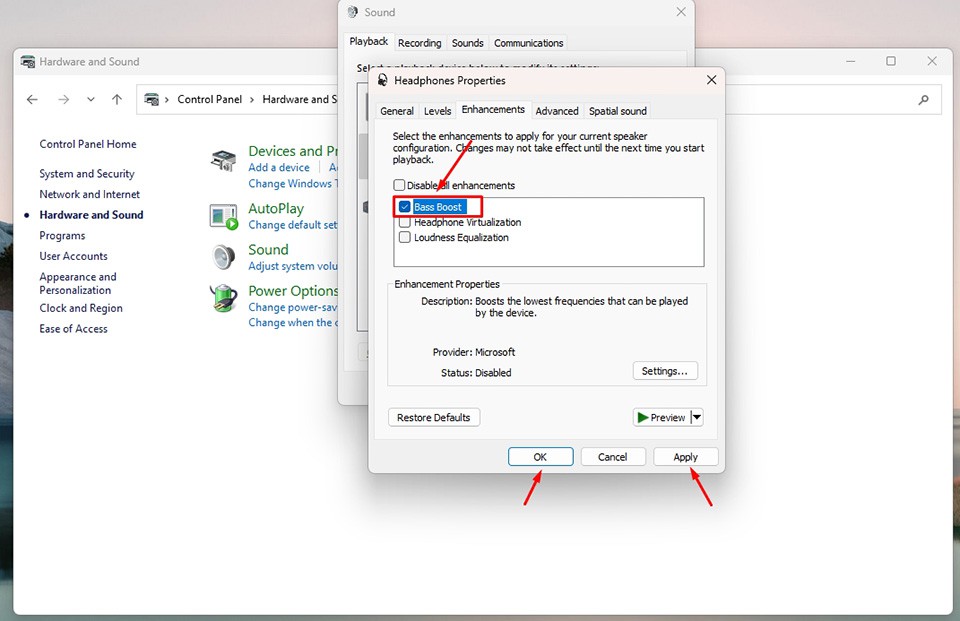 Sound
Playback
Recording
Sounds
Communications
Select a playback device below to modify its settings:
Hardware and Sound
Control Panel
Hardware and S
Control Panel Home
System and Security
Network and Internet
Hardware and Sound
Programs
User Accounts
Appearance and
Personalization
Clock and Region
Ease of Access
Devices and Pr
Add a device
Change Windows T
AutoPlay
Change default set
Sound
Adjust system volu
Power Options
Change power-sav
Change when the c
Headphones Properties
General
Levels
Enhancements
Advanced
Spatial sound
Select the enhancements to apply for your current speaker
configuration. Changes may not take effect until the next time you start
playback.
Disable all enhancements
Bass Boost
Headphone Virtualization
Loudness Equalization
Enhancement Properties
Description: Boosts the lowest frequencies that can be played
by the device.
Provider: Microsoft
Status: Disabled
Settings...
Restore Defaults
Preview
OK
Cancel
Apply